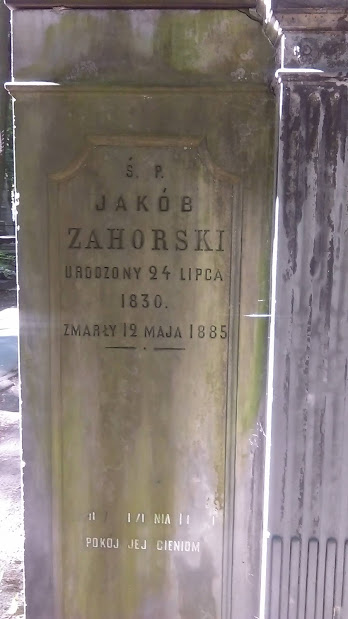 Ś. P.
JAKÓB
ZAHORSKI
URODZONY 24 LIPCA
1830.
ZMARŁY 12 MAJA 1885
POKÓJ JEJ CIENIOM